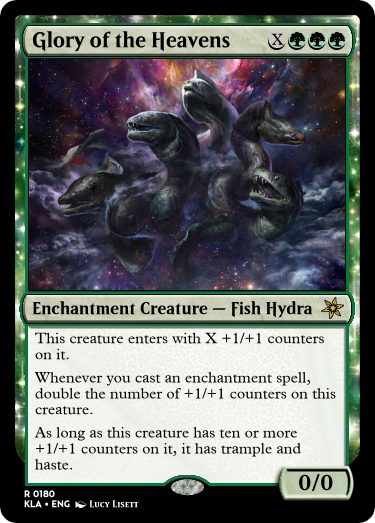 Glory of the Heavens X
Enchantment Creature — Fish Hydra
This creature enters with X +1/+1 counters
on it.
Whenever you cast an enchantment spell,
double the number of +1/+1 counters on this
creature.
As long as this creature has ten or more
+1/+1 counters on it, it has trample and
haste.
0/0
R 0180
KLA • ENG Lucy Lisett